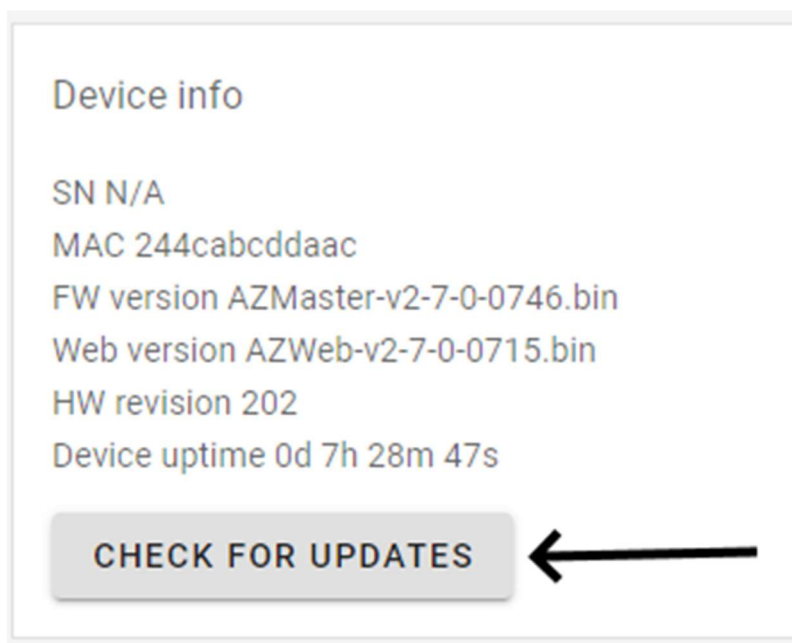 Device info
SN N/A
MAC 244cabcddaac
FW version AZMaster-v2-7-0-0746.bin
Web version AZWeb-v2-7-0-0715.bin
HW revision 202
Device uptime 0d 7h 28m 47s
CHECK FOR UPDATES